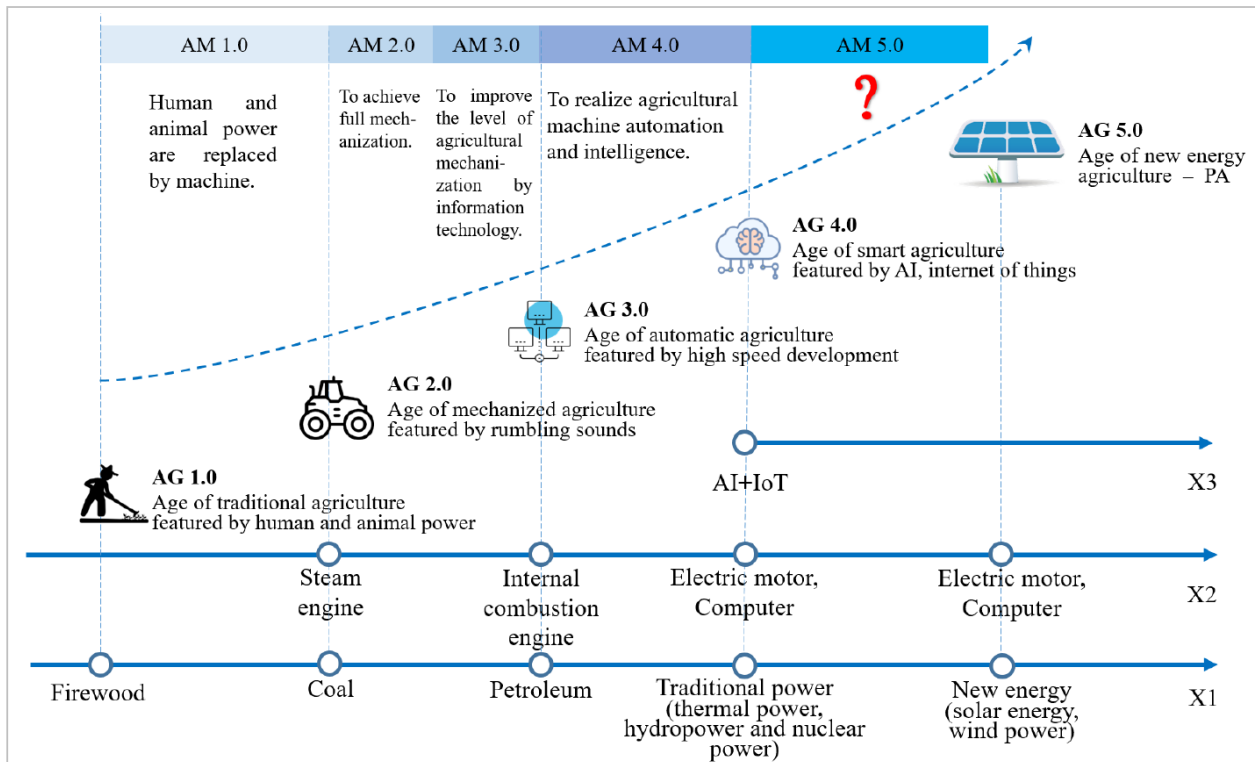 AM 1.0
AM 2.0
AM 3.0
AM 4.0
AM 5.0
Human and
animal power
are replaced
by machine.
To achieve
full mech-
anization.
To improve
the level of
agricultural
mechani-
zation by
information
technology.
To realize agricultural
machine automation
and intelligence.
?
AG 5.0
Age of new energy
agriculture – PA
AG 4.0
Age of smart agriculture
featured by AI, internet of things
AG 3.0
Age of automatic agriculture
featured by high speed development
AG 2.0
Age of mechanized agriculture
featured by rumbling sounds
AG 1.0
Age of traditional agriculture
featured by human and animal power
AI+IoT
X3
Steam
engine
Internal
combustion
engine
Electric motor,
Computer
Electric motor,
Computer
X2
Firewood
Coal
Petroleum
Traditional power
(thermal power,
hydropower and nuclear
power)
New energy
(solar energy,
wind power)
X1